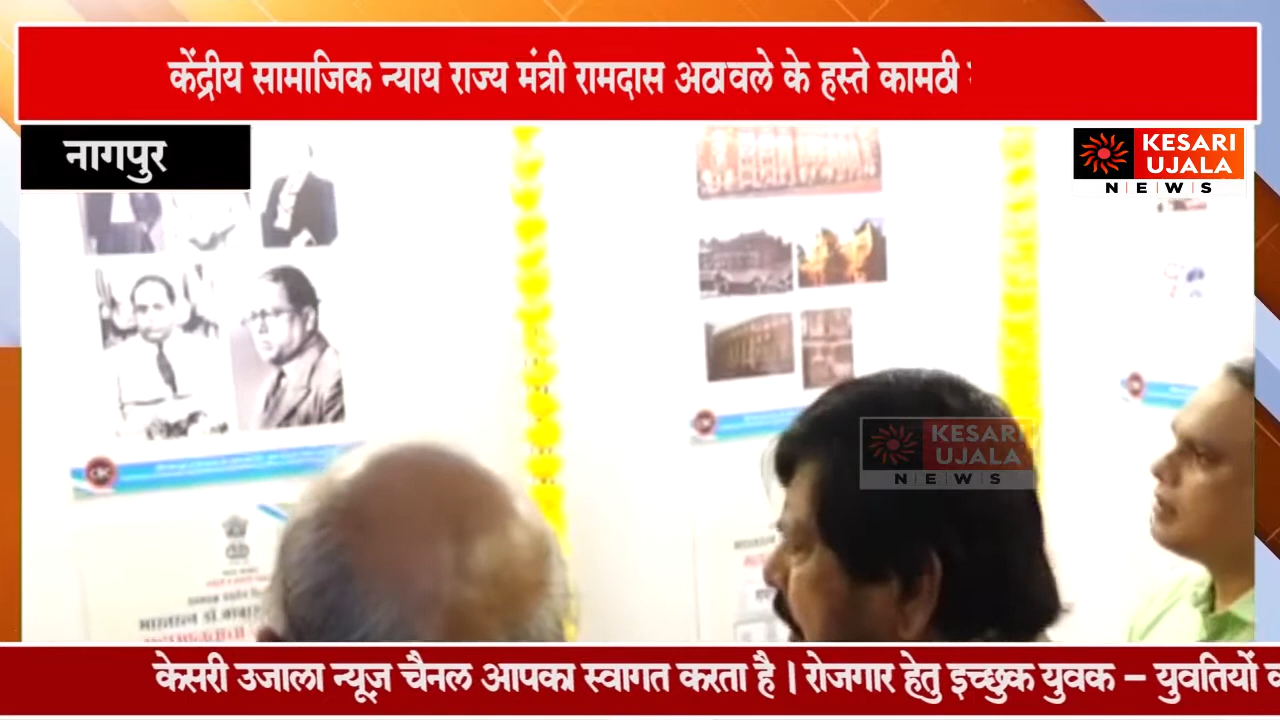 केंद्रीय सामाजिक न्याय राज्य मंत्री रामदास अठावले के हस्ते कामठी
नागपुर
KESARI
UJALA
NEWS
KESARI
UJALA
NEWS
भारतरत्न डॉ. बाबा
केसरी उजाला न्यूज़ चैनल आपका स्वागत करता है | रोजगार हेतु इच्छुक युवक – युवतियों